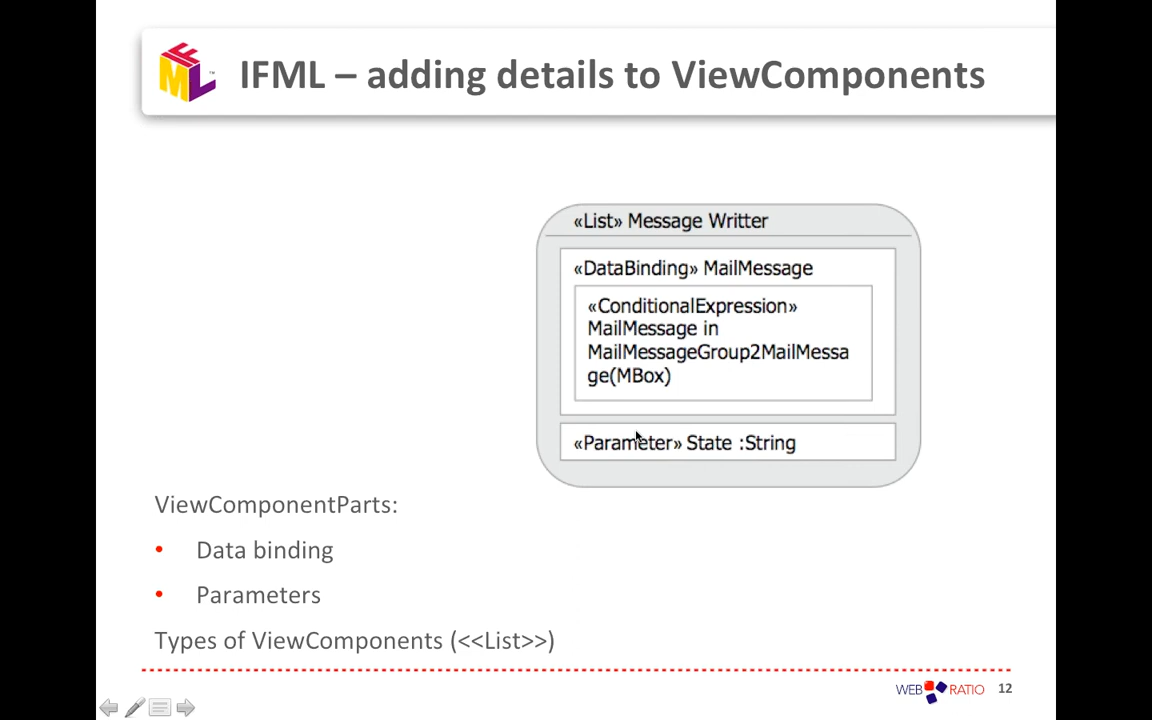 IFML
IFML – adding details to ViewComponents
«List» Message Writter
«DataBinding» MailMessage
«ConditionalExpression»
MailMessage in
MailMessageGroup2MailMessa
ge(MBox)
«Parameter» State :String
ViewComponentParts:
• Data binding
• Parameters
Types of ViewComponents (<<List>>)
WEB RATIO 12